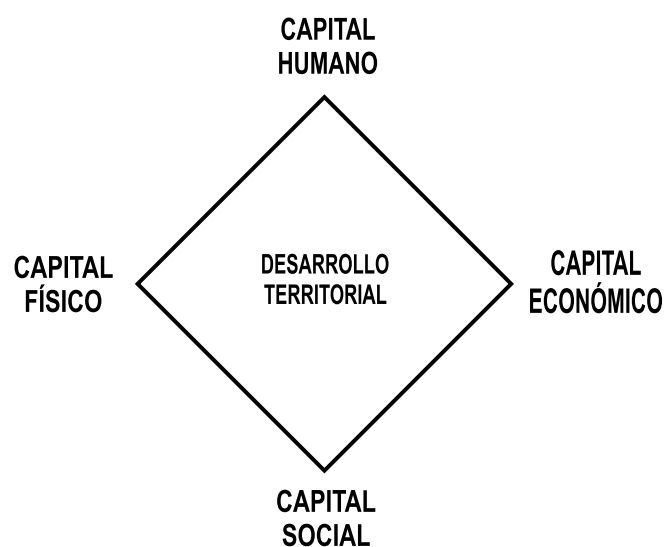 CAPITAL
HUMANO
CAPITAL
FÍSICO
DESARROLLO
TERRITORIAL
CAPITAL
ECONÓMICO
CAPITAL
SOCIAL